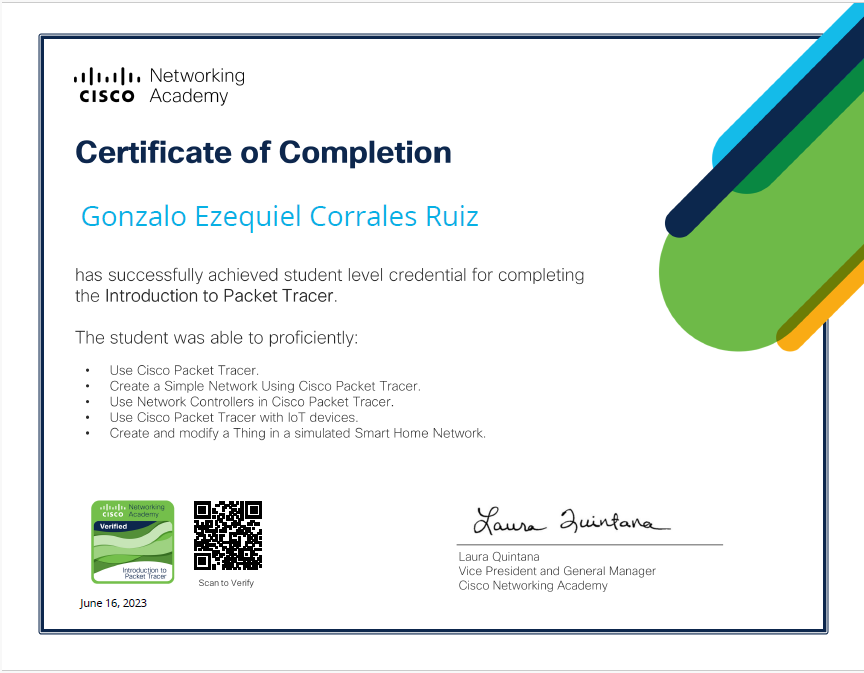 Networking
CISCO Academy
Certificate of Completion
Gonzalo Ezequiel Corrales Ruiz
has successfully achieved student level credential for completing
the Introduction to Packet Tracer.
The student was able to proficiently:
• Use Cisco Packet Tracer.
• Create a Simple Network Using Cisco Packet Tracer.
• Use Network Controllers in Cisco Packet Tracer.
• Use Cisco Packet Tracer with IoT devices.
• Create and modify a Thing in a simulated Smart Home Network.
Networking
CISCO Academy
Verified
Introduction to
Packet Tracer
Scan to Verify
June 16, 2023
Laura Quintana
Laura Quintana
Vice President and General Manager
Cisco Networking Academy